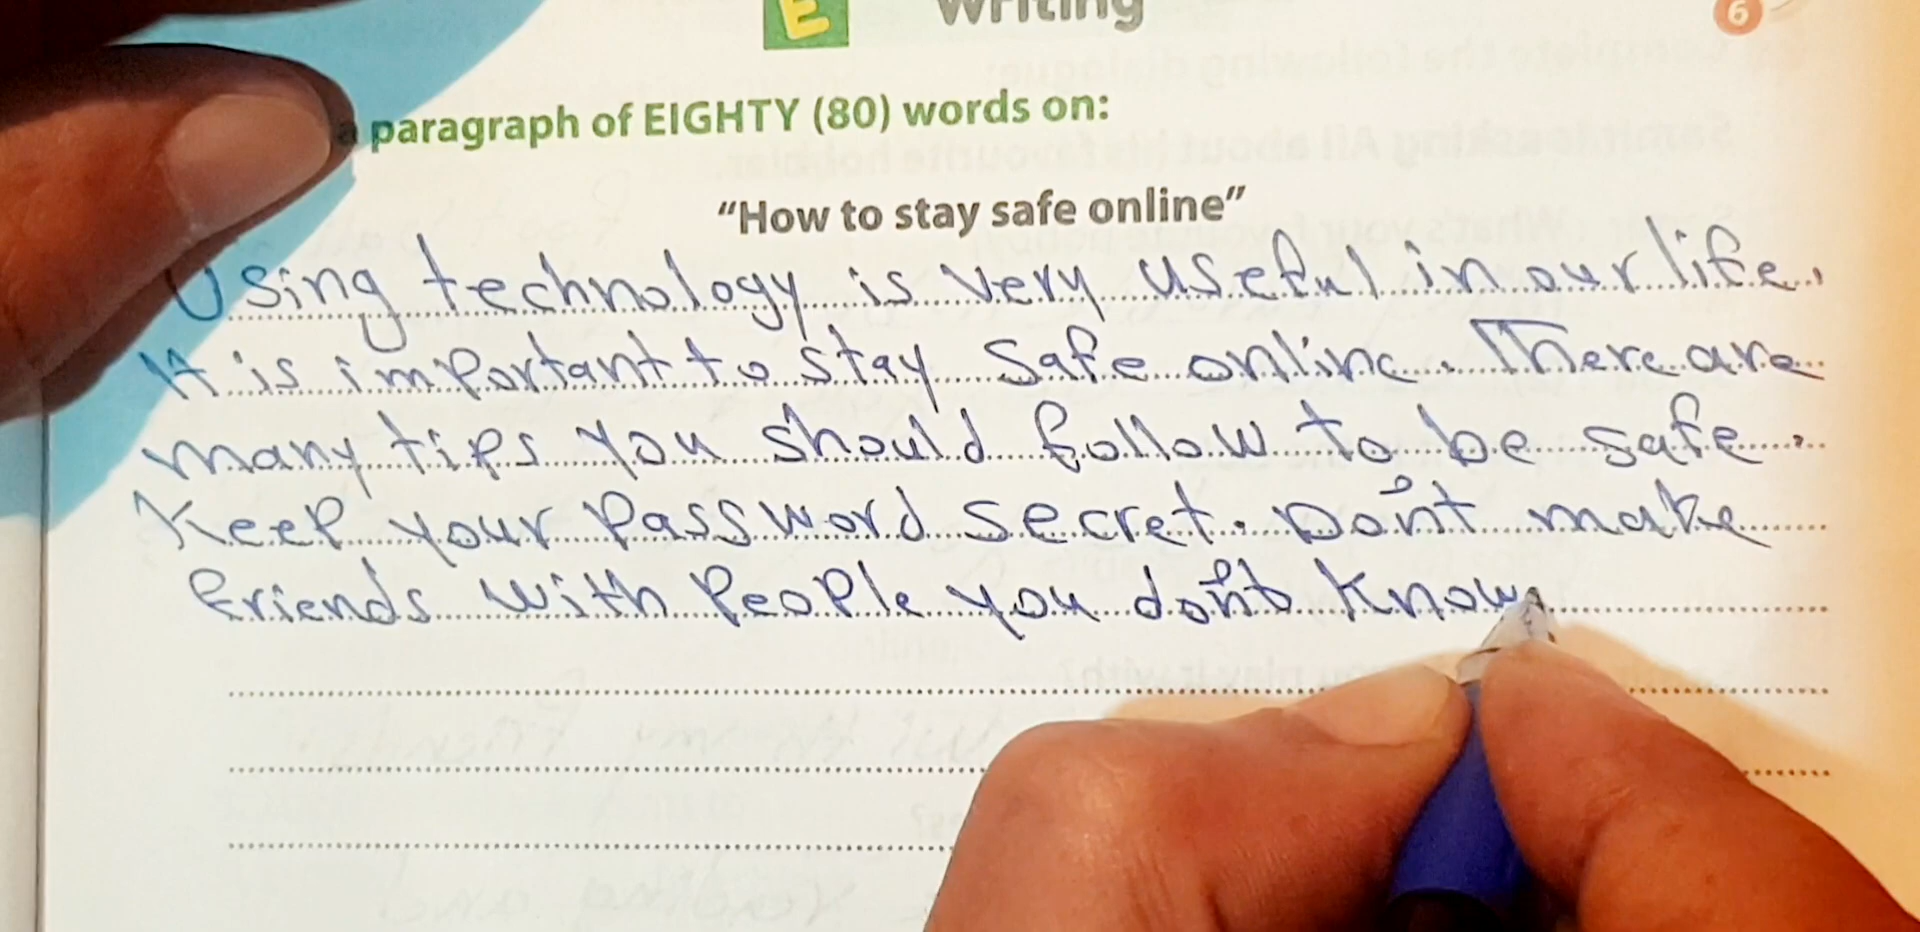 E Writing 6
a paragraph of EIGHTY (80) words on:
"How to stay safe online"
Using technology is very useful in our life.
It is important to stay safe online. There are
many tips you should follow to be safe.
Keep your password secret. Don't make
friends with people you don't know